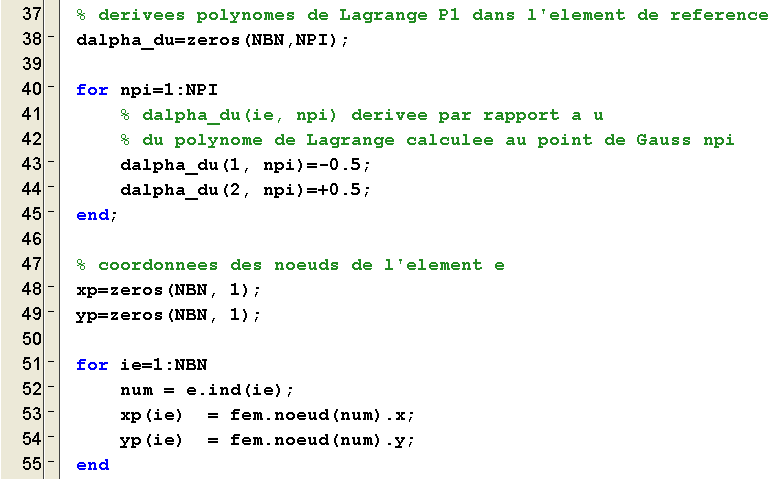 37 % derivees polynomes de Lagrange P1 dans l'element de reference
38 dalpha_du=zeros(NBN,NPI);
39
40 - for npi=1:NPI
41 % dalpha_du(ie, npi) derivee par rapport a u
42 % du polynome de Lagrange calculee au point de Gauss npi
43 - dalpha_du(1, npi)=-0.5;
44 - dalpha_du(2, npi)=+0.5;
45 - end;
46
47 % coordonnees des noeuds de l'element e
48 - xp=zeros(NBN, 1);
49 - yp=zeros(NBN, 1);
50
51 - for ie=1:NBN
52 - num = e.ind(ie);
53 - xp(ie)  = fem.noeud(num).x;
54 - yp(ie)  = fem.noeud(num).y;
55 - end